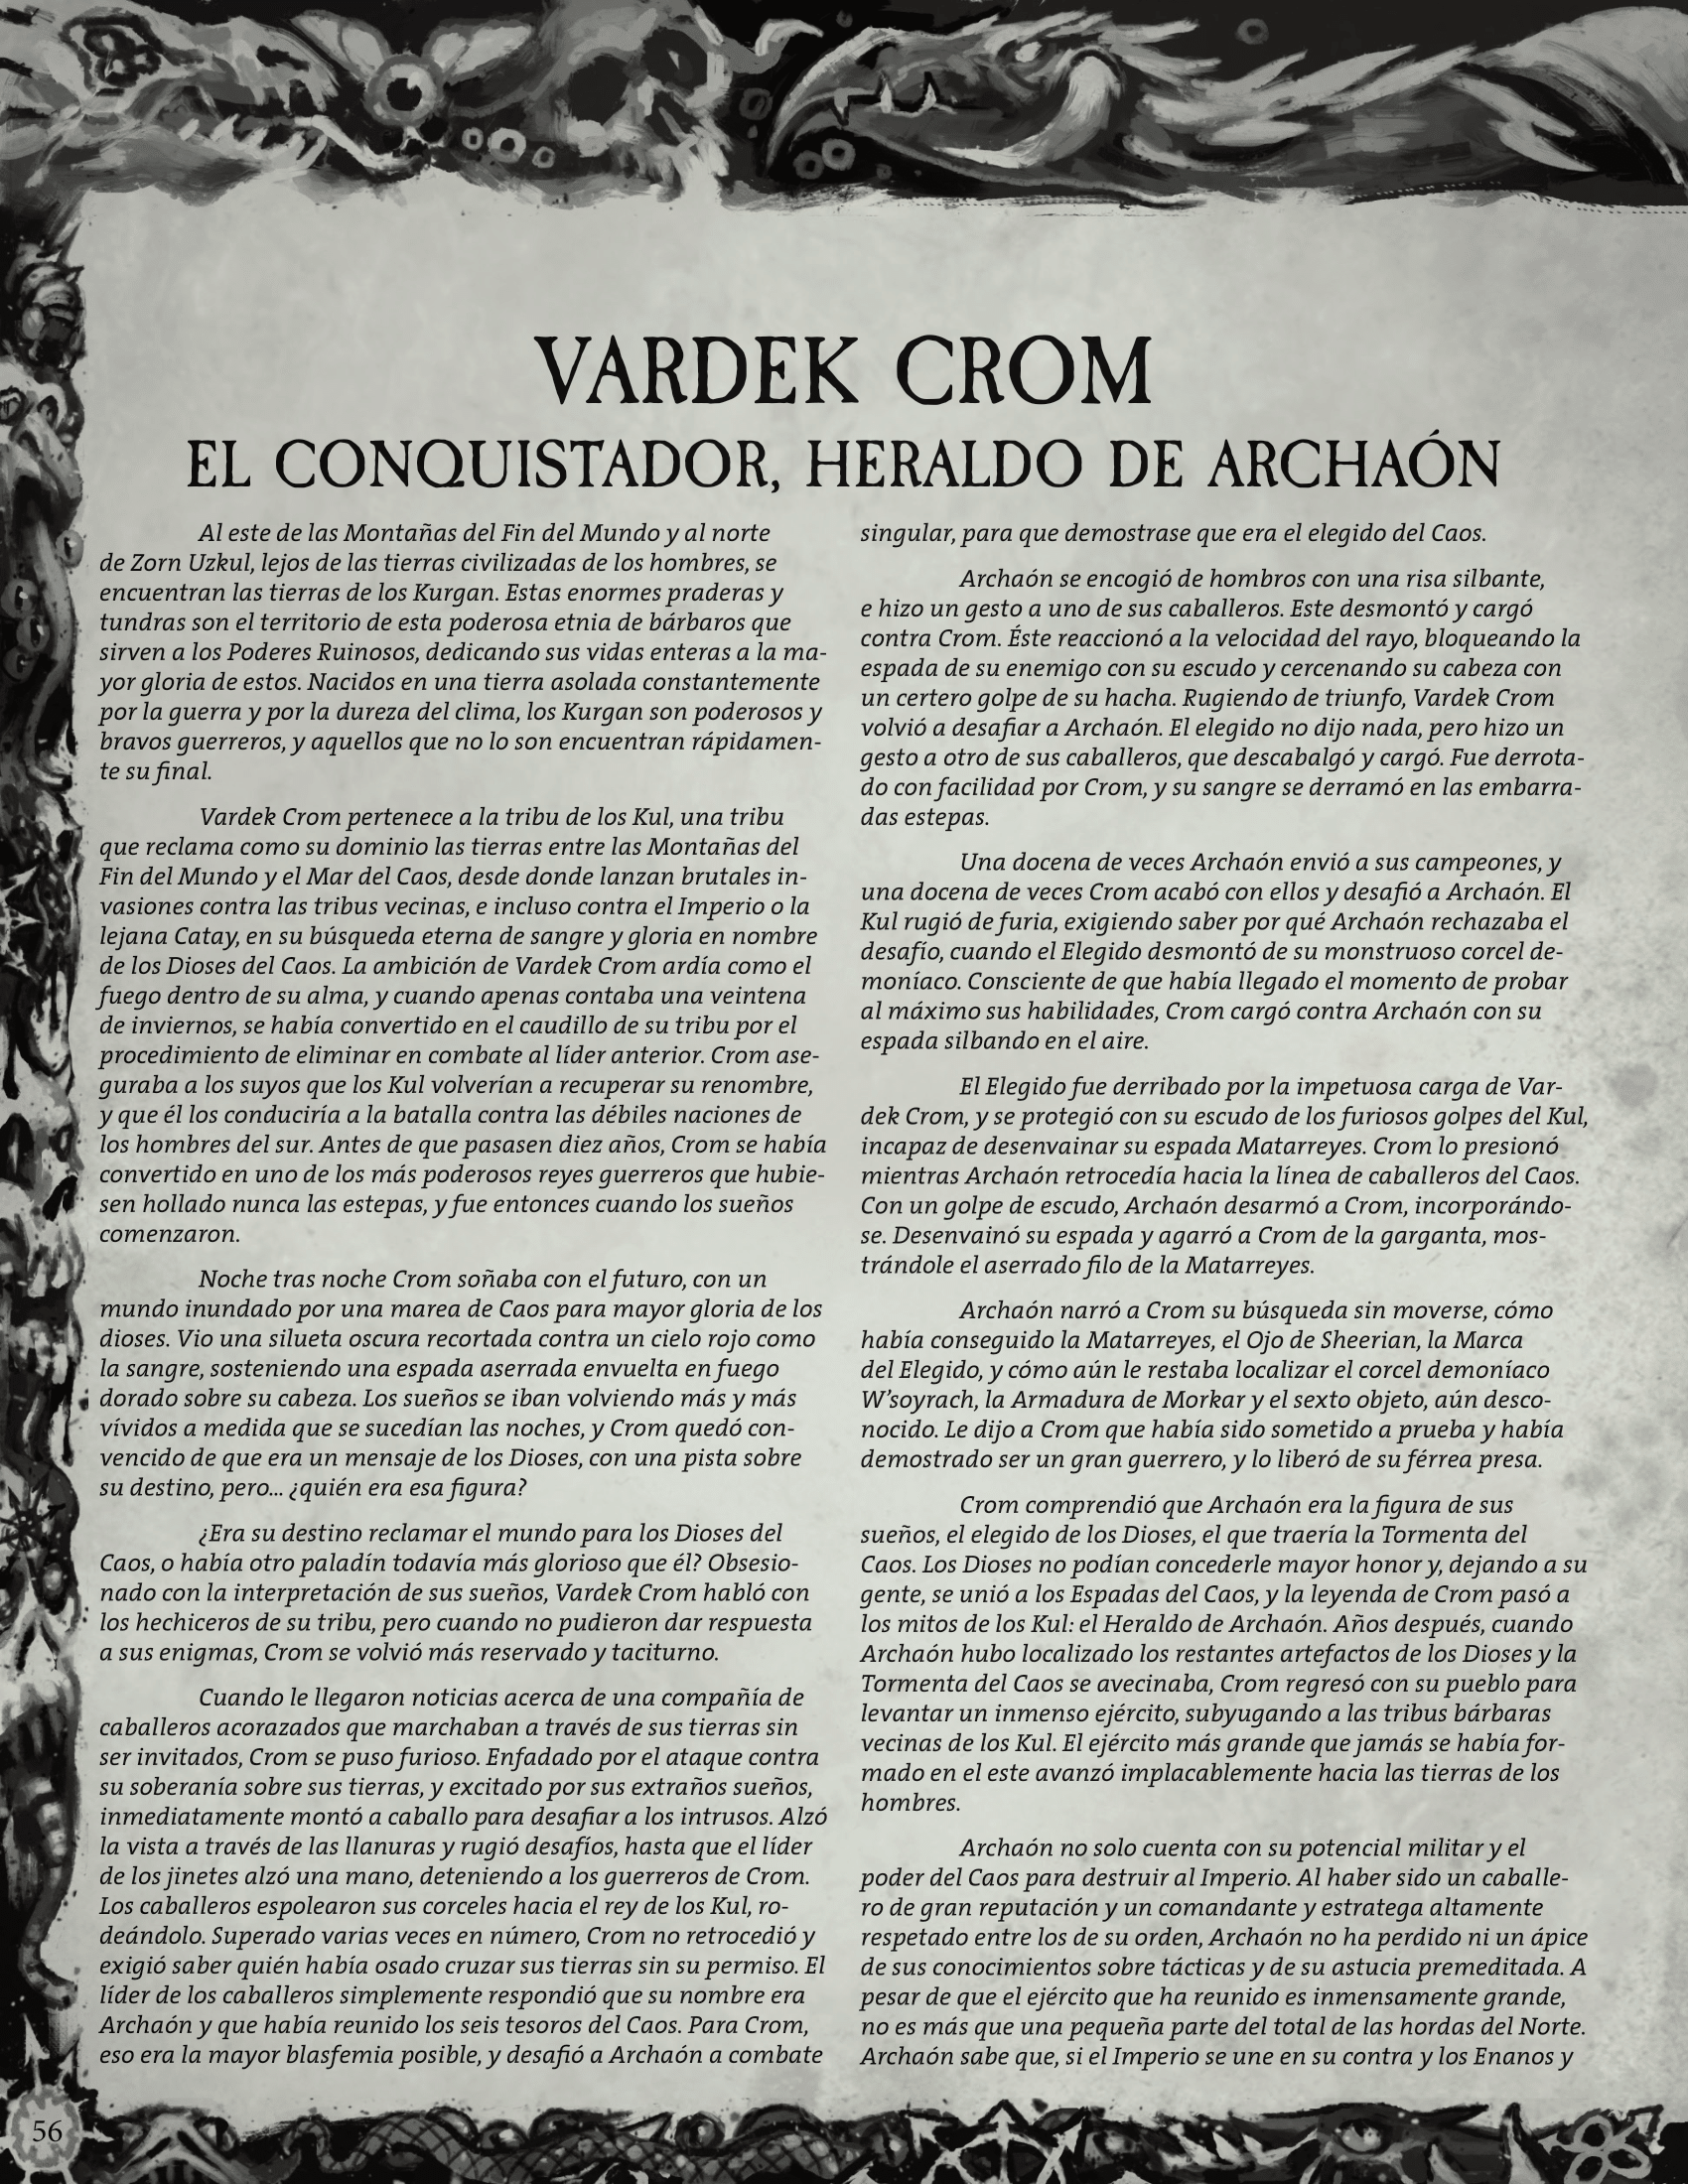 VARDEK CROM
EL CONQUISTADOR, HERALDO DE ARCHAÓN
Al este de las Montañas del Fin del Mundo y al norte
de Zorn Uzkul, lejos de las tierras civilizadas de los hombres, se
encuentran las tierras de los Kurgan. Estas enormes praderas y
tundras son el territorio de esta poderosa etnia de bárbaros que
sirven a los Poderes Ruinosos, dedicando sus vidas enteras a la ma-
yor gloria de estos. Nacidos en una tierra asolada constantemente
por la guerra y por la dureza del clima, los Kurgan son poderosos y
bravos guerreros, y aquellos que no lo son encuentran rápidamen-
te su final.
Vardek Crom pertenece a la tribu de los Kul, una tribu
que reclama como su dominio las tierras entre las Montañas del
Fin del Mundo y el Mar del Caos, desde donde lanzan brutales in-
vasiones contra las tribus vecinas, e incluso contra el Imperio o la
lejana Catay, en su búsqueda eterna de sangre y gloria en nombre
de los Dioses del Caos. La ambición de Vardek Crom ardía como el
fuego dentro de su alma, y cuando apenas contaba una veintena
de inviernos, se había convertido en el caudillo de su tribu por el
procedimiento de eliminar en combate al líder anterior. Crom ase-
guraba a los suyos que los Kul volverían a recuperar su renombre,
y que él los conduciría a la batalla contra las débiles naciones de
los hombres del sur. Antes de que pasasen diez años, Crom se había
convertido en uno de los más poderosos reyes guerreros que hubie-
sen hollado nunca las estepas, y fue entonces cuando los sueños
comenzaron.
Noche tras noche Crom soñaba con el futuro, con un
mundo inundado por una marea de Caos para mayor gloria de los
dioses. Vio una silueta oscura recortada contra un cielo rojo como
la sangre, sosteniendo una espada aserrada envuelta en fuego
dorado sobre su cabeza. Los sueños se iban volviendo más y más
vívidos a medida que se sucedían las noches, y Crom quedó con-
vencido de que era un mensaje de los Dioses, con una pista sobre
su destino, pero... ¿quién era esa figura?
¿Era su destino reclamar el mundo para los Dioses del
Caos, o había otro paladín todavía más glorioso que él? Obsesio-
nado con la interpretación de sus sueños, Vardek Crom habló con
los hechiceros de su tribu, pero cuando no pudieron dar respuesta
a sus enigmas, Crom se volvió más reservado y taciturno.
Cuando le llegaron noticias acerca de una compañía de
caballeros acorazados que marchaban a través de sus tierras sin
ser invitados, Crom se puso furioso. Enfadado por el ataque contra
su soberanía sobre sus tierras, y excitado por sus extraños sueños,
inmediatamente montó a caballo para desafiar a los intrusos. Alzó
la vista a través de las llanuras y rugió desafíos, hasta que el líder
de los jinetes alzó una mano, deteniendo a los guerreros de Crom.
Los caballeros espolearon sus corceles hacia el rey de los Kul, ro-
deándolo. Superado varias veces en número, Crom no retrocedió y
exigió saber quién había osado cruzar sus tierras sin su permiso. El
líder de los caballeros simplemente respondió que su nombre era
Archaón y que había reunido los seis tesoros del Caos. Para Crom,
eso era la mayor blasfemia posible, y desafió a Archaón a combate
singular, para que demostrase que era el elegido del Caos.
Archaón se encogió de hombros con una risa silbante,
e hizo un gesto a uno de sus caballeros. Este desmontó y cargó
contra Crom. Éste reaccionó a la velocidad del rayo, bloqueando la
espada de su enemigo con su escudo y cercenando su cabeza con
un certero golpe de su hacha. Rugiendo de triunfo, Vardek Crom
volvió a desafiar a Archaón. El elegido no dijo nada, pero hizo un
gesto a otro de sus caballeros, que descabalgó y cargó. Fue derrota-
do con facilidad por Crom, y su sangre se derramó en las embarra-
das estepas.
Una docena de veces Archaón envió a sus campeones, y
una docena de veces Crom acabó con ellos y desafió a Archaón. El
Kul rugió de furia, exigiendo saber por qué Archaón rechazaba el
desafío, cuando el Elegido desmontó de su monstruoso corcel de-
moníaco. Consciente de que había llegado el momento de probar
al máximo sus habilidades, Crom cargó contra Archaón con su
espada silbando en el aire.
El Elegido fue derribado por la impetuosa carga de Var-
dek Crom, y se protegió con su escudo de los furiosos golpes del Kul,
incapaz de desenvainar su espada Matarreyes. Crom lo presionó
mientras Archaón retrocedía hacia la línea de caballeros del Caos.
Con un golpe de escudo, Archaón desarmó a Crom, incorporándo-
se. Desenvainó su espada y agarró a Crom de la garganta, mos-
trándole el aserrado filo de la Matarreyes.
Archaón narró a Crom su búsqueda sin moverse, cómo
había conseguido la Matarreyes, el Ojo de Sheerian, la Marca
del Elegido, y cómo aún le restaba localizar el corcel demoníaco
W'soyrach, la Armadura de Morkar y el sexto objeto, aún desco-
nocido. Le dijo a Crom que había sido sometido a prueba y había
demostrado ser un gran guerrero, y lo liberó de su férrea presa.
Crom comprendió que Archaón era la figura de sus
sueños, el elegido de los Dioses, el que traería la Tormenta del
Caos. Los Dioses no podían concederle mayor honor y, dejando a su
gente, se unió a los Espadas del Caos, y la leyenda de Crom pasó a
los mitos de los Kul: el Heraldo de Archaón. Años después, cuando
Archaón hubo localizado los restantes artefactos de los Dioses y la
Tormenta del Caos se avecinaba, Crom regresó con su pueblo para
levantar un inmenso ejército, subyugando a las tribus bárbaras
vecinas de los Kul. El ejército más grande que jamás se había for-
mado en el este avanzó implacablemente hacia las tierras de los
hombres.
Archaón no solo cuenta con su potencial militar y el
poder del Caos para destruir al Imperio. Al haber sido un caballe-
ro de gran reputación y un comandante y estratega altamente
respetado entre los de su orden, Archaón no ha perdido ni un ápice
de sus conocimientos sobre tácticas y de su astucia premeditada. A
pesar de que el ejército que ha reunido es inmensamente grande,
no es más que una pequeña parte del total de las hordas del Norte.
Archaón sabe que, si el Imperio se une en su contra y los Enanos y
56